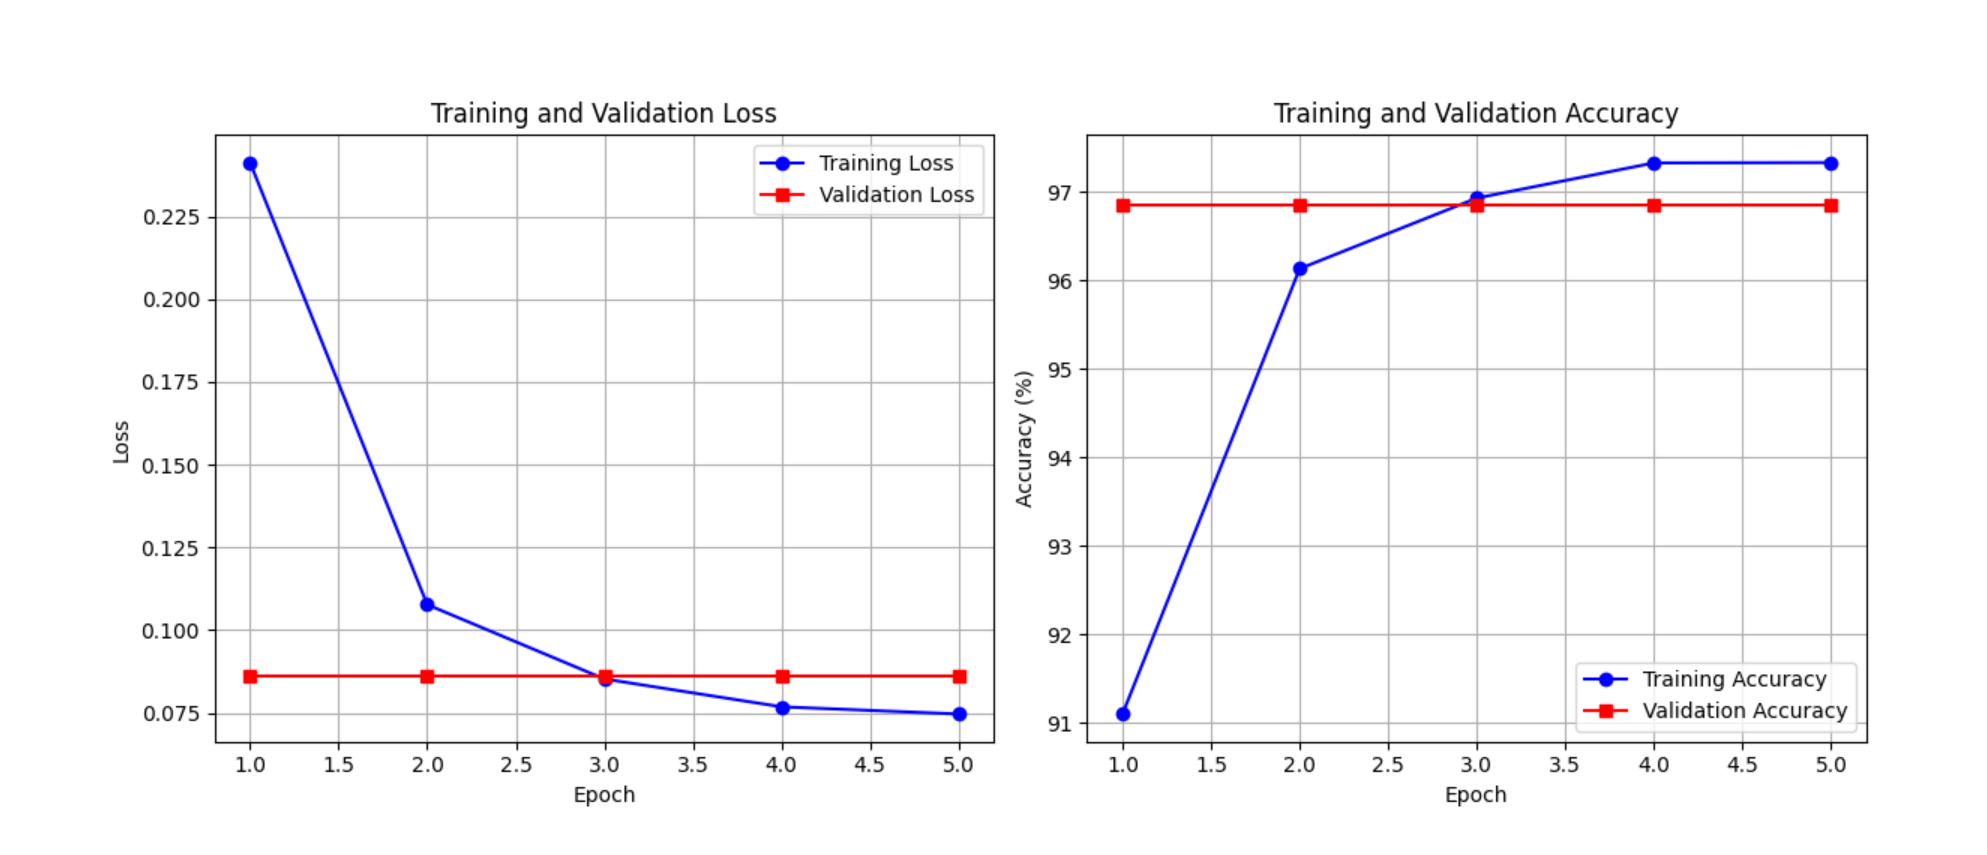 Training and Validation Loss
Training Loss
Validation Loss
0.225
0.200
0.175
0.150
0.125
0.100
0.075
Loss
1.0 1.5 2.0 2.5 3.0 3.5 4.0 4.5 5.0
Epoch
Training and Validation Accuracy
97
96
95
94
93
92
91
Accuracy (%)
Training Accuracy
Validation Accuracy
1.0 1.5 2.0 2.5 3.0 3.5 4.0 4.5 5.0
Epoch